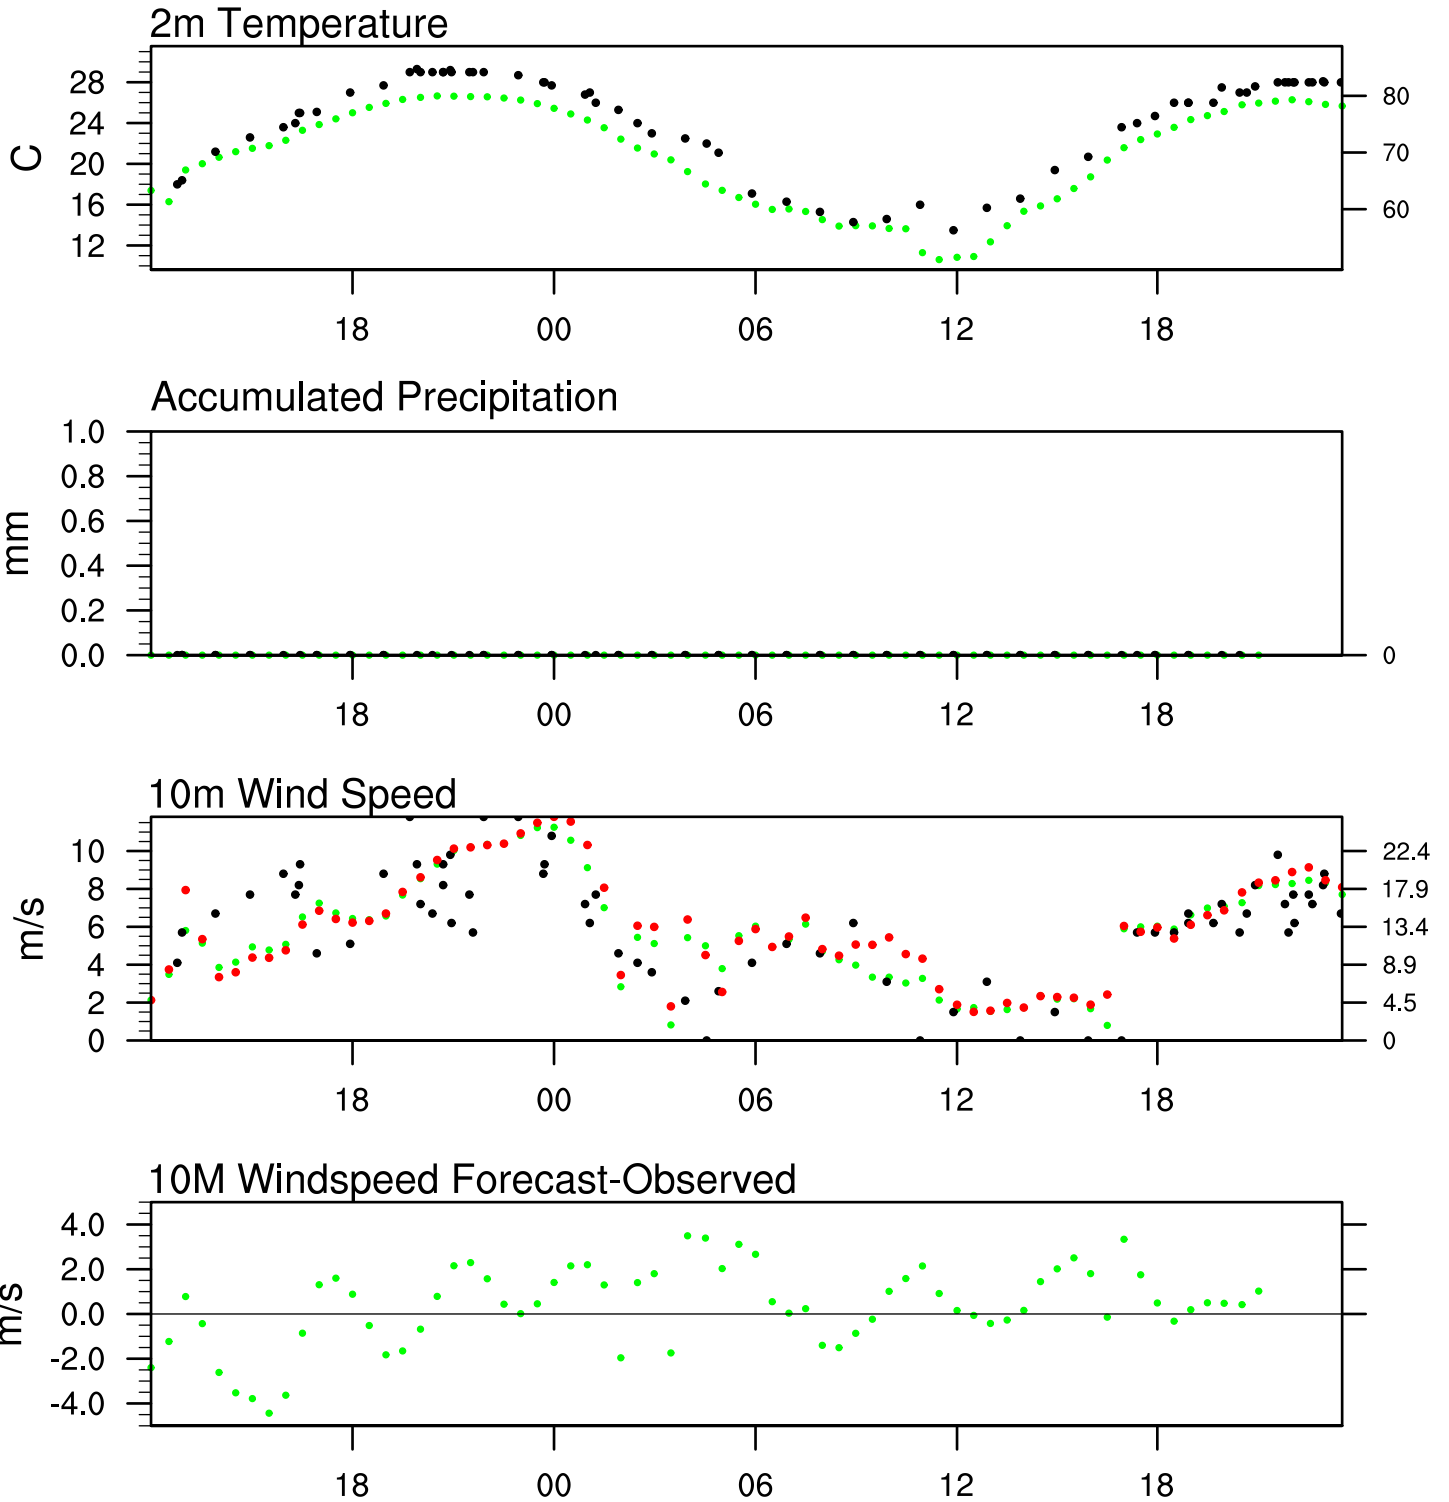 2m Temperature
28
24
20
16
12
C
80
70
60
18 00 06 12 18
Accumulated Precipitation
1.0
0.8
0.6
0.4
0.2
0.0
mm
0
18 00 06 12 18
10m Wind Speed
10
8
6
4
2
0
m/s
22.4
17.9
13.4
8.9
4.5
0
18 00 06 12 18
10M Windspeed Forecast-Observed
4.0
2.0
0.0
-2.0
-4.0
m/s
18 00 06 12 18